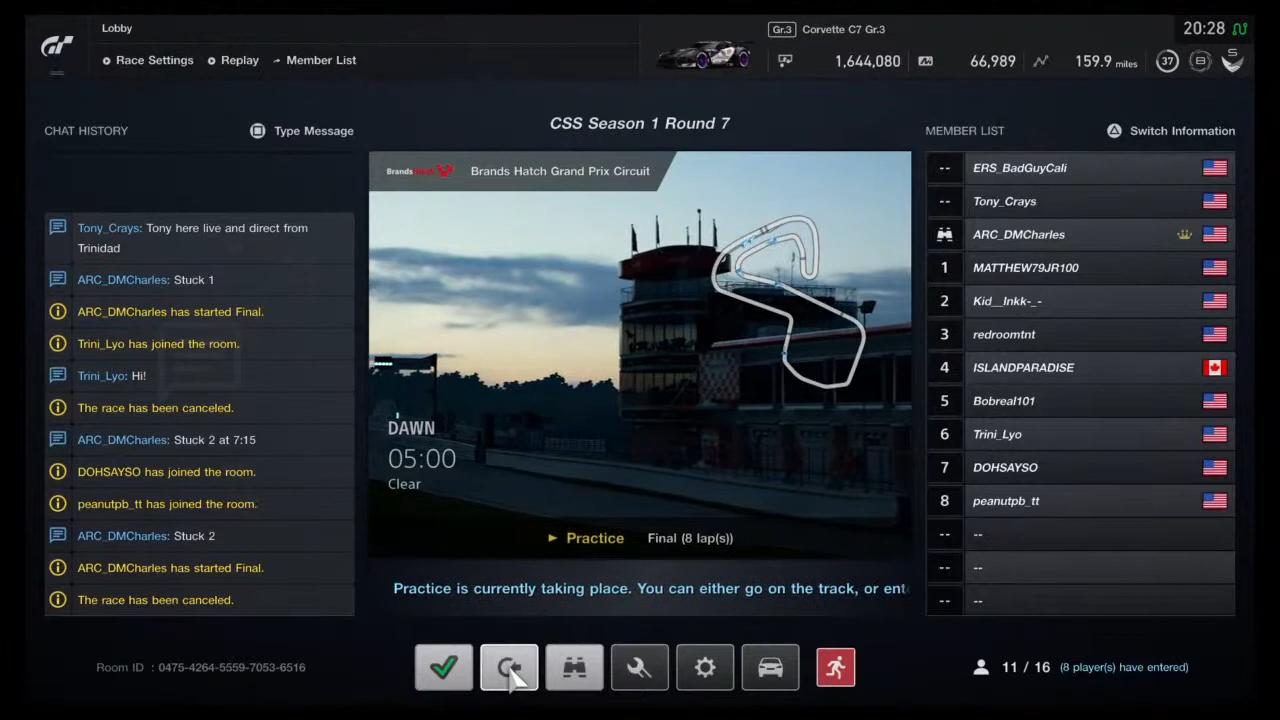 Lobby
Race Settings
Replay
Member List
Gr.3
Corvette C7 Gr.3
1,644,080
66,989
159.9 miles
20:28
37
B
S
CHAT HISTORY
Type Message
CSS Season 1 Round 7
MEMBER LIST
Switch Information
Brands Hatch
Brands Hatch Grand Prix Circuit
Tony_Crays: Tony here live and direct from
Trinidad
ARC_DMCharles: Stuck 1
ARC_DMCharles has started Final.
Trini_Lyo has joined the room.
Trini_Lyo: Hi!
The race has been canceled.
ARC_DMCharles: Stuck 2 at 7:15
DOHSAYSO has joined the room.
peanutpb_tt has joined the room.
ARC_DMCharles: Stuck 2
ARC_DMCharles has started Final.
The race has been canceled.
DAWN
05:00
Clear
Practice
Final (8 lap(s))
Practice is currently taking place. You can either go on the track, or ent
-- ERS_BadGuyCali
-- Tony_Crays
ARC_DMCharles
1 MATTHEW79JR100
2 Kid__Inkk-_-
3 redroomtnt
4 ISLANDPARADISE
5 Bobreal101
6 Trini_Lyo
7 DOHSAYSO
8 peanutpb_tt
-- --
-- --
-- --
Room ID : 0475-4264-5559-7053-6516
11 / 16 (8 player(s) have entered)